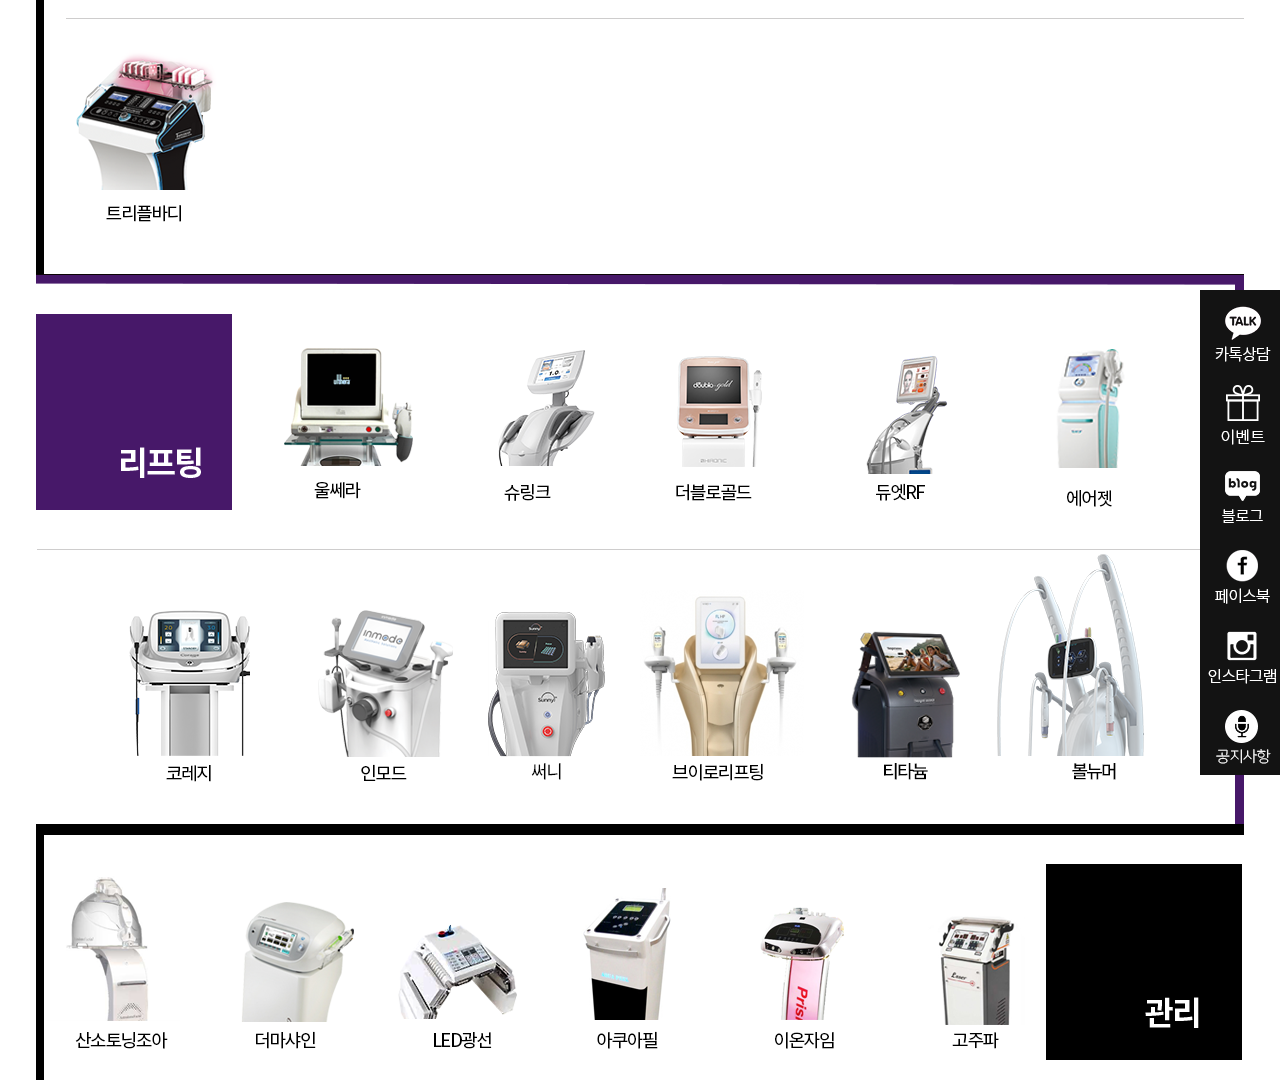 트리플바디
리프팅
울쎄라
슈링크
doublo-gold
더블로골드
듀엣RF
에어젯
TALK
카톡상담
이벤트
blog
블로그
페이스북
인스타그램
공지사항
코레지
inmode
인모드
Sunny
Sunny
써니
브이로리프팅
티타늄
볼뉴머
산소토닝조아
더마샤인
LED광선
아쿠아필
이온자임
고주파
관리